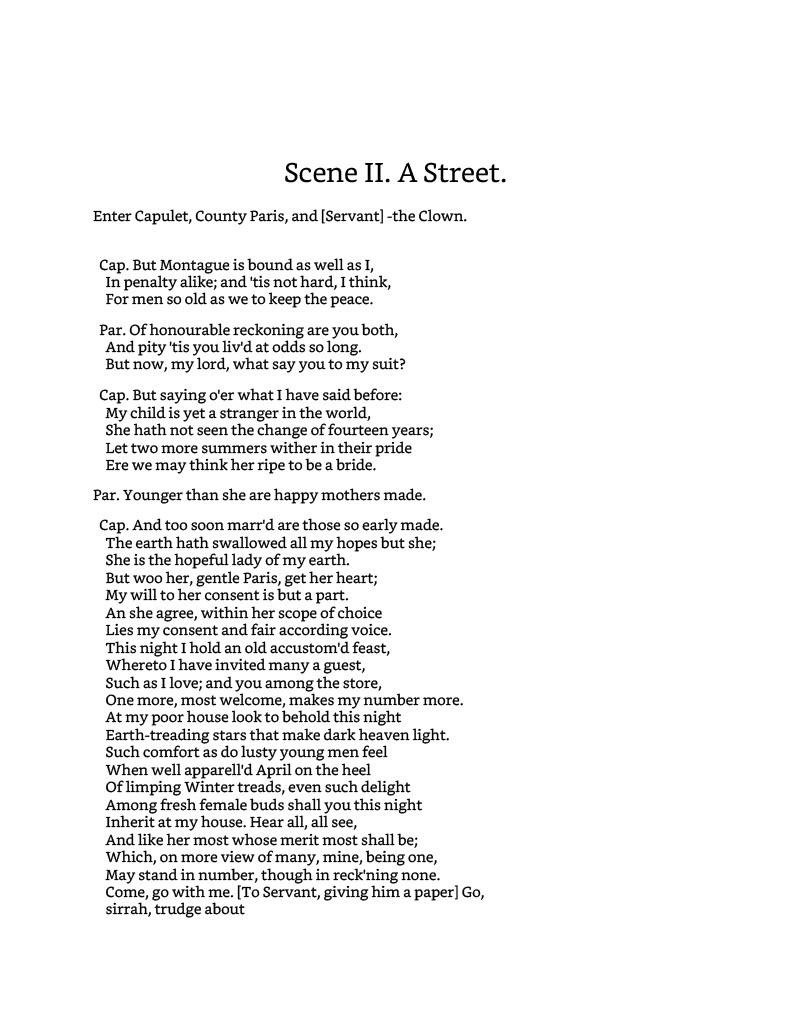 Scene II. A Street.
Enter Capulet, County Paris, and [Servant] -the Clown.
Cap. But Montague is bound as well as I,
In penalty alike; and 'tis not hard, I think,
For men so old as we to keep the peace.
Par. Of honourable reckoning are you both,
And pity 'tis you liv'd at odds so long.
But now, my lord, what say you to my suit?
Cap. But saying o'er what I have said before:
My child is yet a stranger in the world,
She hath not seen the change of fourteen years;
Let two more summers wither in their pride
Ere we may think her ripe to be a bride.
Par. Younger than she are happy mothers made.
Cap. And too soon marr'd are those so early made.
The earth hath swallowed all my hopes but she;
She is the hopeful lady of my earth.
But woo her, gentle Paris, get her heart;
My will to her consent is but a part.
An she agree, within her scope of choice
Lies my consent and fair according voice.
This night I hold an old accustom'd feast,
Whereto I have invited many a guest,
Such as I love; and you among the store,
One more, most welcome, makes my number more.
At my poor house look to behold this night
Earth-treading stars that make dark heaven light.
Such comfort as do lusty young men feel
When well apparell'd April on the heel
Of limping Winter treads, even such delight
Among fresh female buds shall you this night
Inherit at my house. Hear all, all see,
And like her most whose merit most shall be;
Which, on more view of many, mine, being one,
May stand in number, though in reck'ning none.
Come, go with me. [To Servant, giving him a paper] Go,
sirrah, trudge about